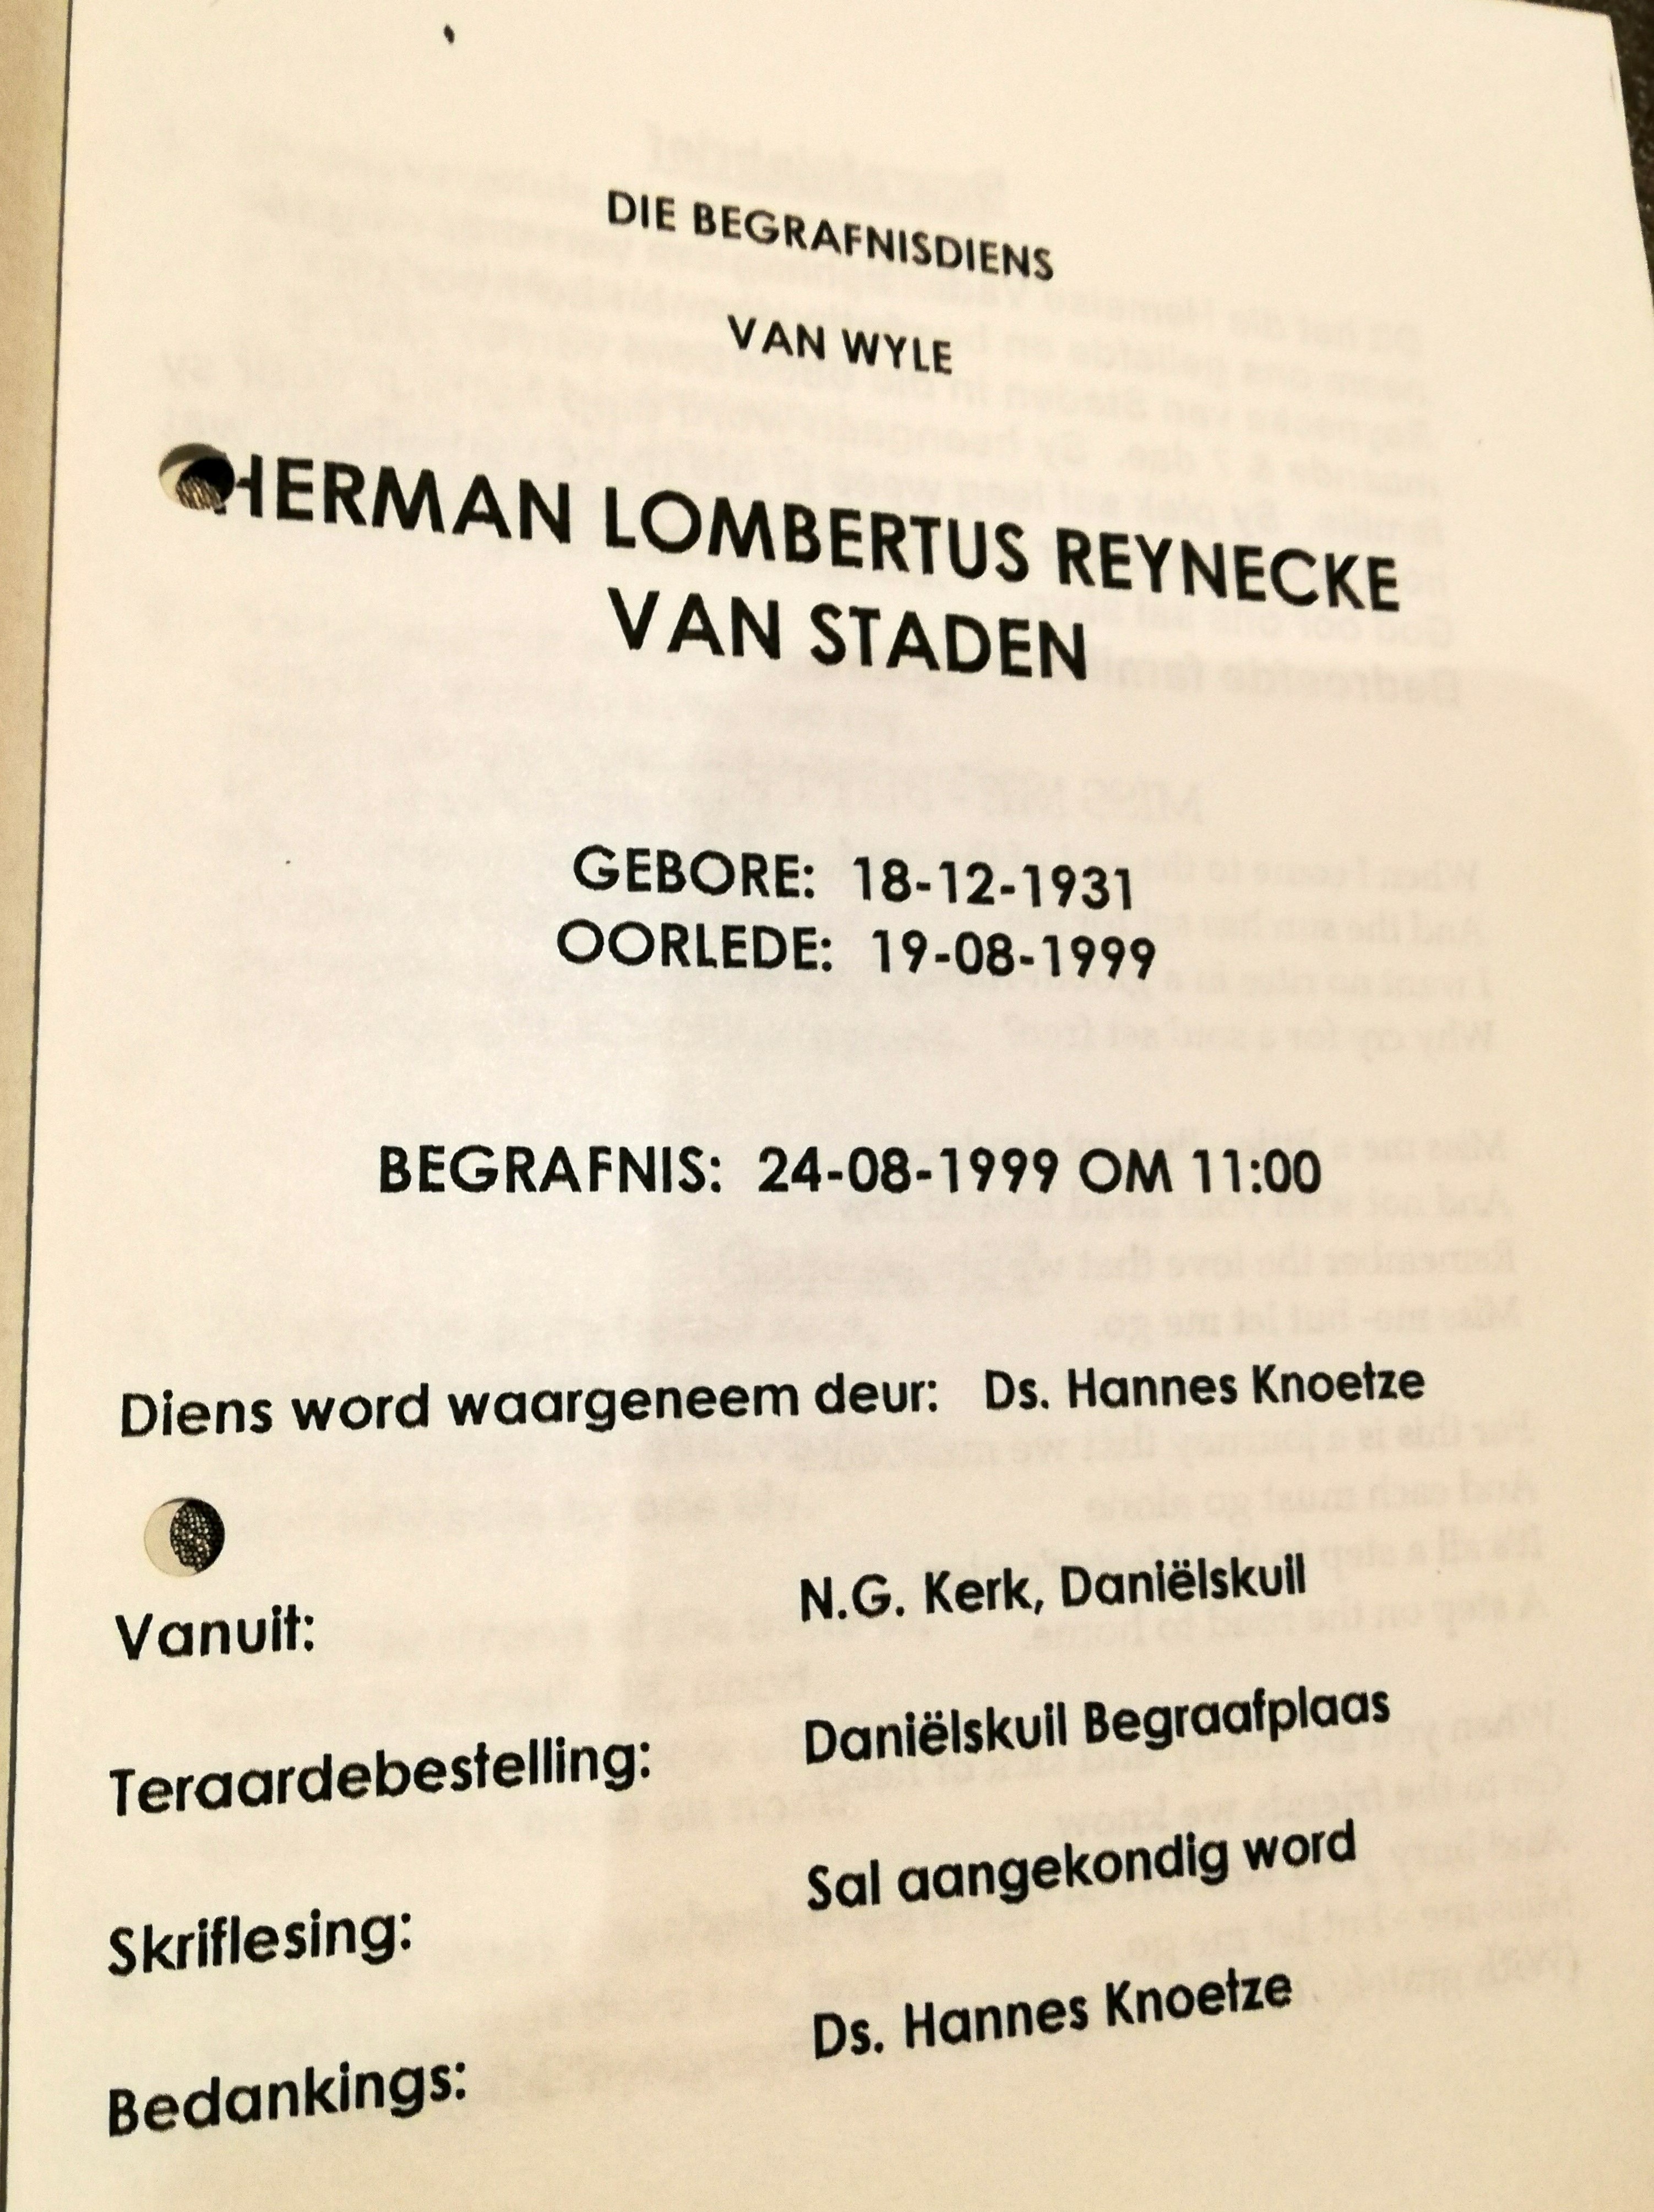 DIE BEGRAFNISDIENS
VAN WYLE
HERMAN LOMBERTUS REYNECKE
VAN STADEN
GEBORE: 18-12-1931
OORLEDE: 19-08-1999
BEGRAFNIS: 24-08-1999 OM 11:00
Diens word waargeneem deur: Ds. Hannes Knoetze
Vanuit: N.G. Kerk, Daniëlskuil
Teraardebestelling: Daniëlskuil Begraafplaas
Skriflesing: Sal aangekondig word
Bedankings: Ds. Hannes Knoetze